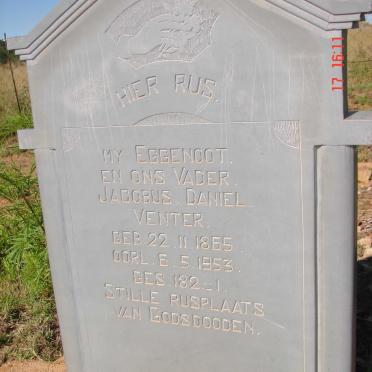 HIER RUS.
MY EGGENOOT.
EN ONS VADER.
JACOBUS DANIEL
VENTER.
GEB. 22.11.1865.
OORL. 6.5.1953.
GES 182-1.
STILLE RUSPLAATS
VAN GODSDOODEN.
17 16:11